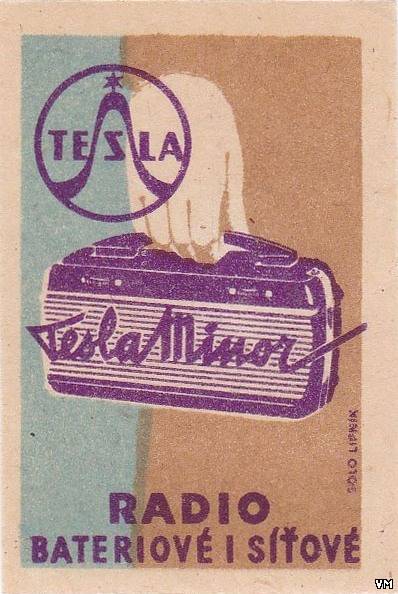 TESLA
Tesla Minor
SOLO LIPNÍK
RADIO
BATERIOVÉ I SÍŤOVÉ
VM